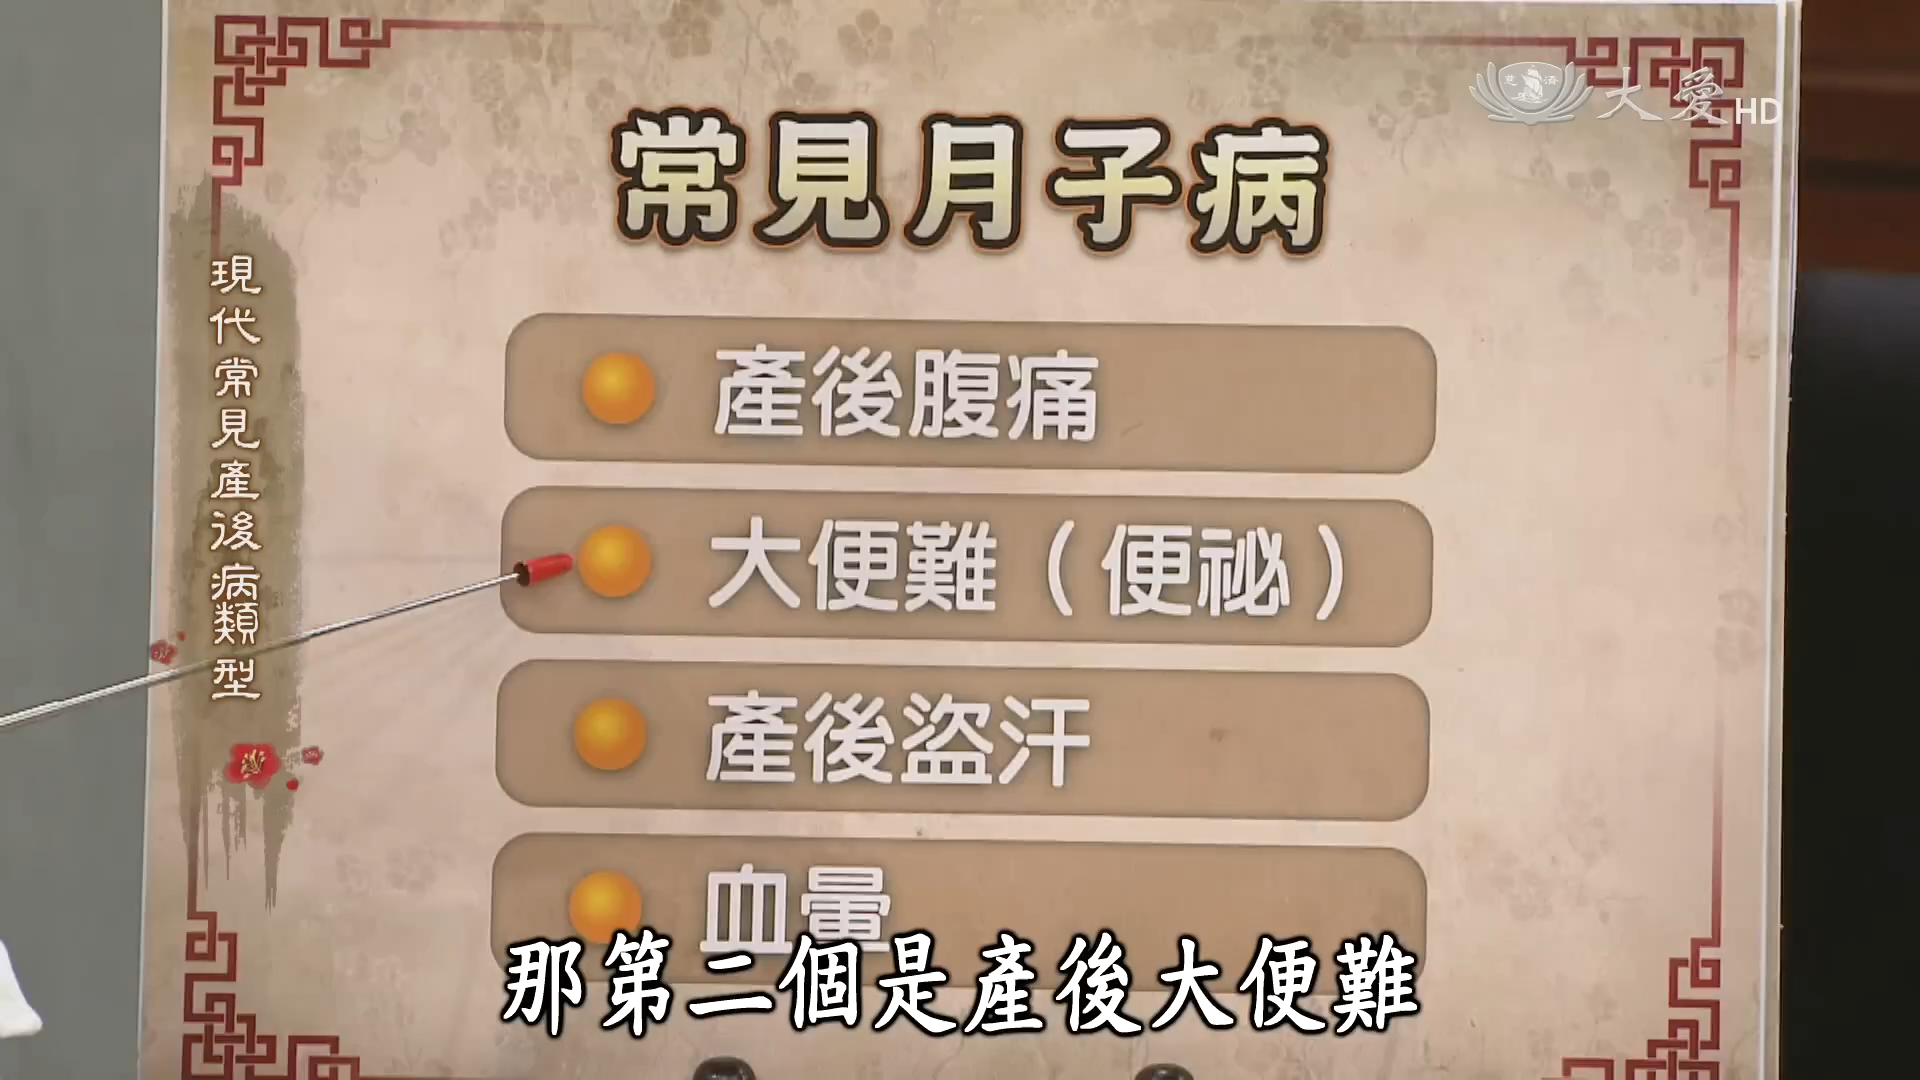 大愛HD
常見月子病
現代常見產後病類型
產後腹痛
大便難（便祕）
產後盜汗
血暈
那第二個是產後大便難